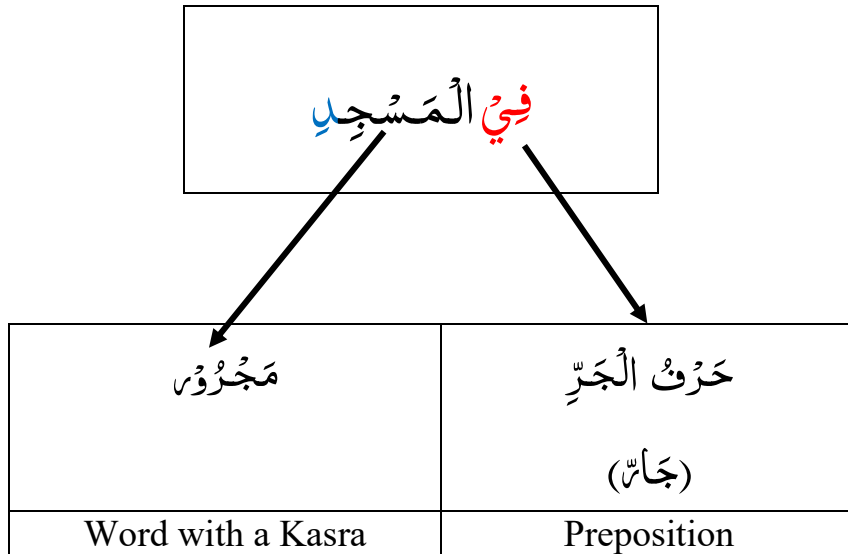 فِيْ الْمَسْجِدِ
حَرْفُ الْجَرِّ
(جَارّ)
مَجْرُوْر
Preposition
Word with a Kasra